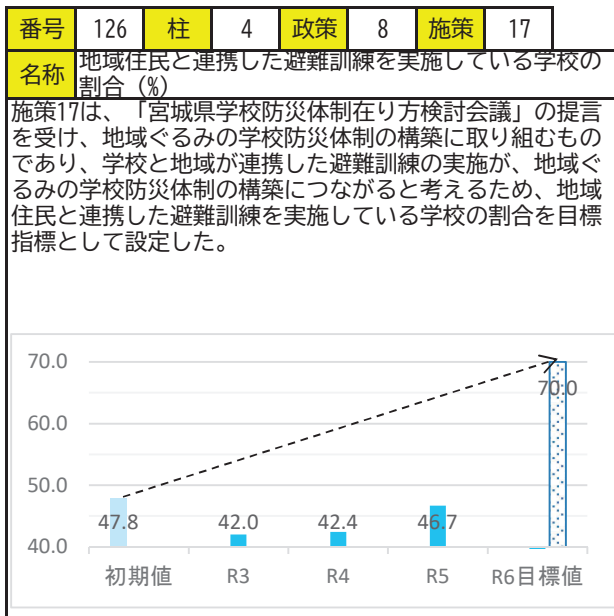 番号 126 柱 4 政策 8 施策 17
名称 地域住民と連携した避難訓練を実施している学校の
割合（%）
施策17は、「宮城県学校防災体制在り方検討会議」の提言
を受け、地域ぐるみの学校防災体制の構築に取り組むもの
であり、学校と地域が連携した避難訓練の実施が、地域ぐ
るみの学校防災体制の構築につながると考えるため、地域
住民と連携した避難訓練を実施している学校の割合を目標
指標として設定した。
70.0
70.0
60.0
50.0
47.8 42.0 42.4 46.7
40.0
初期値 R3 R4 R5 R6目標値